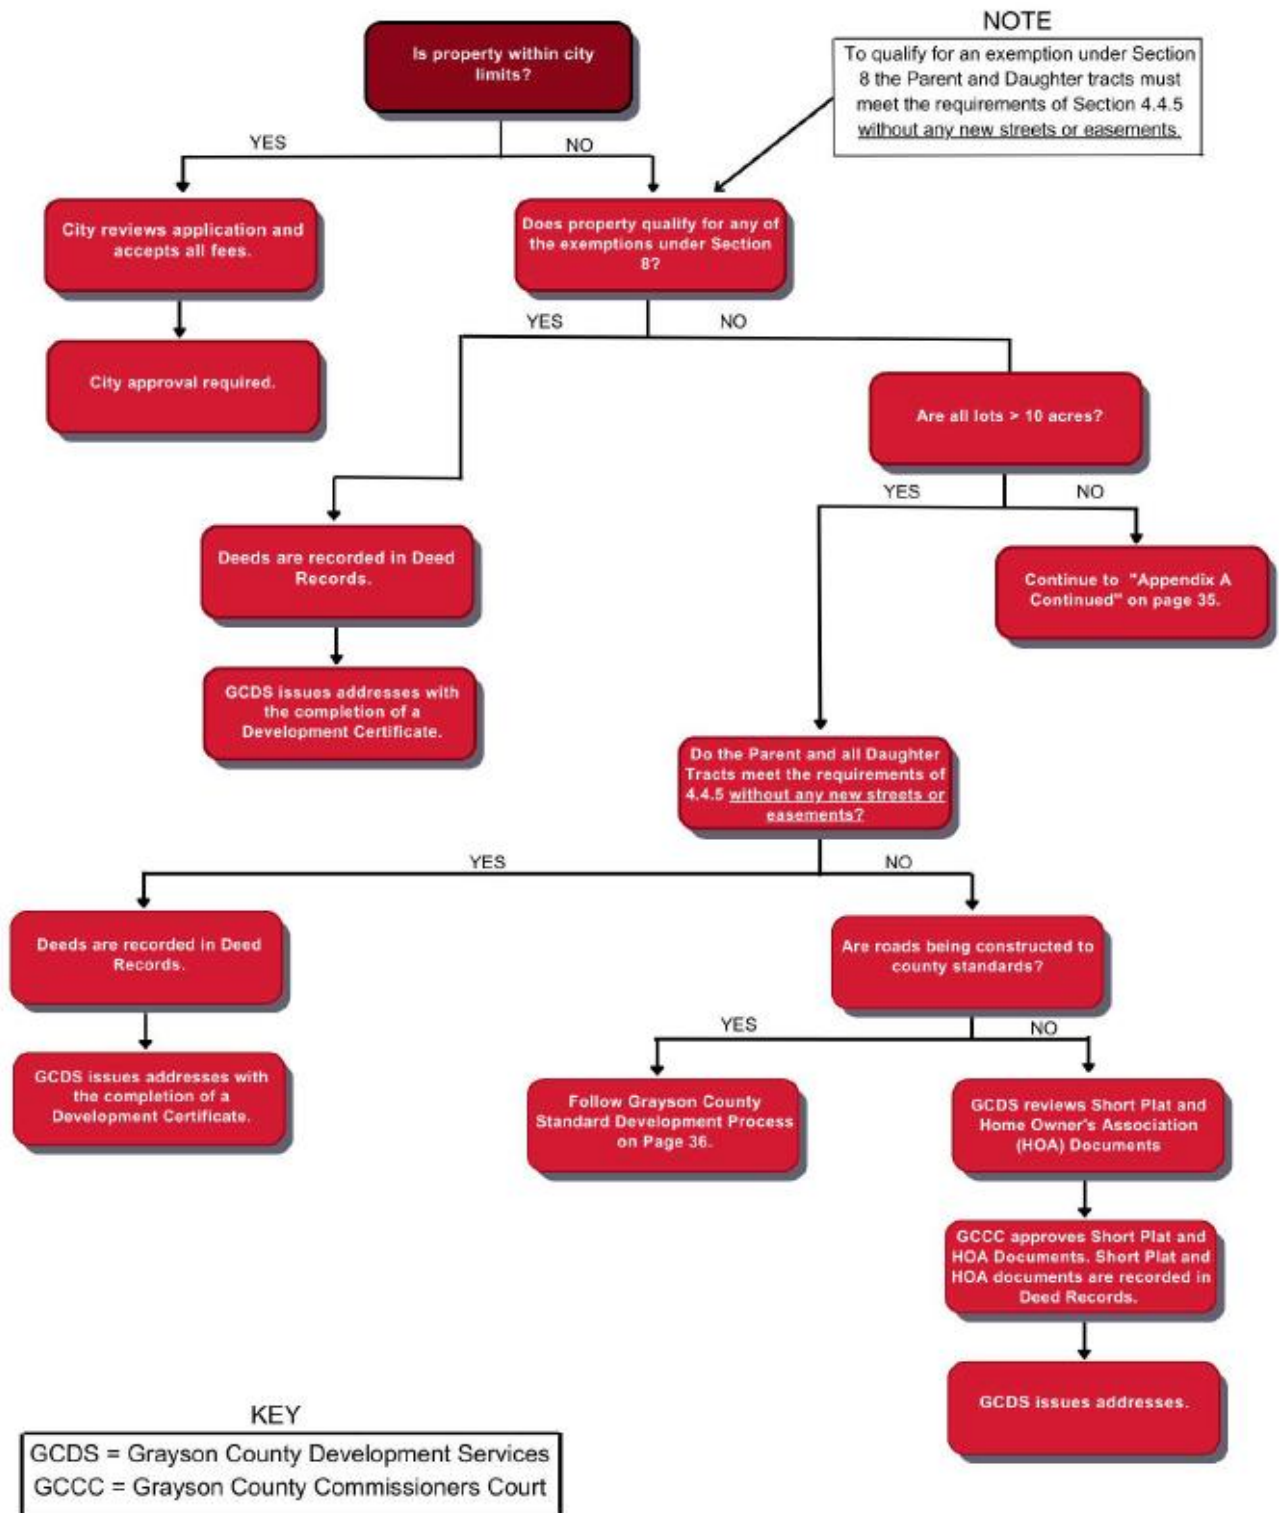 NOTE
Is property within city
limits?
To qualify for an exemption under Section
8 the Parent and Daughter tracts must
meet the requirements of Section 4.4.5
without any new streets or easements.
YES
NO
City reviews application and
accepts all fees.
Does property qualify for any of
the exemptions under Section
8?
City approval required.
YES
NO
Are all lots > 10 acres?
YES
NO
Deeds are recorded in Deed
Records.
Continue to "Appendix A
Continued" on page 35.
GCDS issues addresses with
the completion of a
Development Certificate.
Do the Parent and all Daughter
Tracts meet the requirements of
4.4.5 without any new streets or
easements?
YES
NO
Deeds are recorded in Deed
Records.
Are roads being constructed to
county standards?
YES
NO
GCDS issues addresses with
the completion of a
Development Certificate.
Follow Grayson County
Standard Development Process
on Page 36.
GCDS reviews Short Plat and
Home Owner's Association
(HOA) Documents
GCCC approves Short Plat and
HOA Documents. Short Plat and
HOA documents are recorded in
Deed Records.
GCDS issues addresses.
KEY
GCDS = Grayson County Development Services
GCCC = Grayson County Commissioners Court